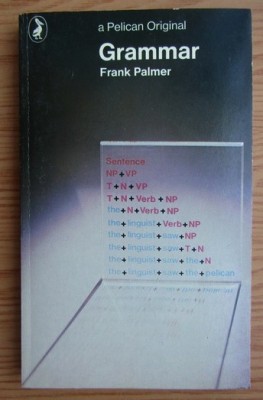 a Pelican Original
Grammar
Frank Palmer
Sentence
NP+VP
T+N+VP
T+N+Verb+NP
the+N+Verb+NP
the+linguist+Verb+NP
the+linguist+saw+NP
the+linguist+saw+T+N
the+linguist+saw+the+N
the+linguist+saw+the+pelican